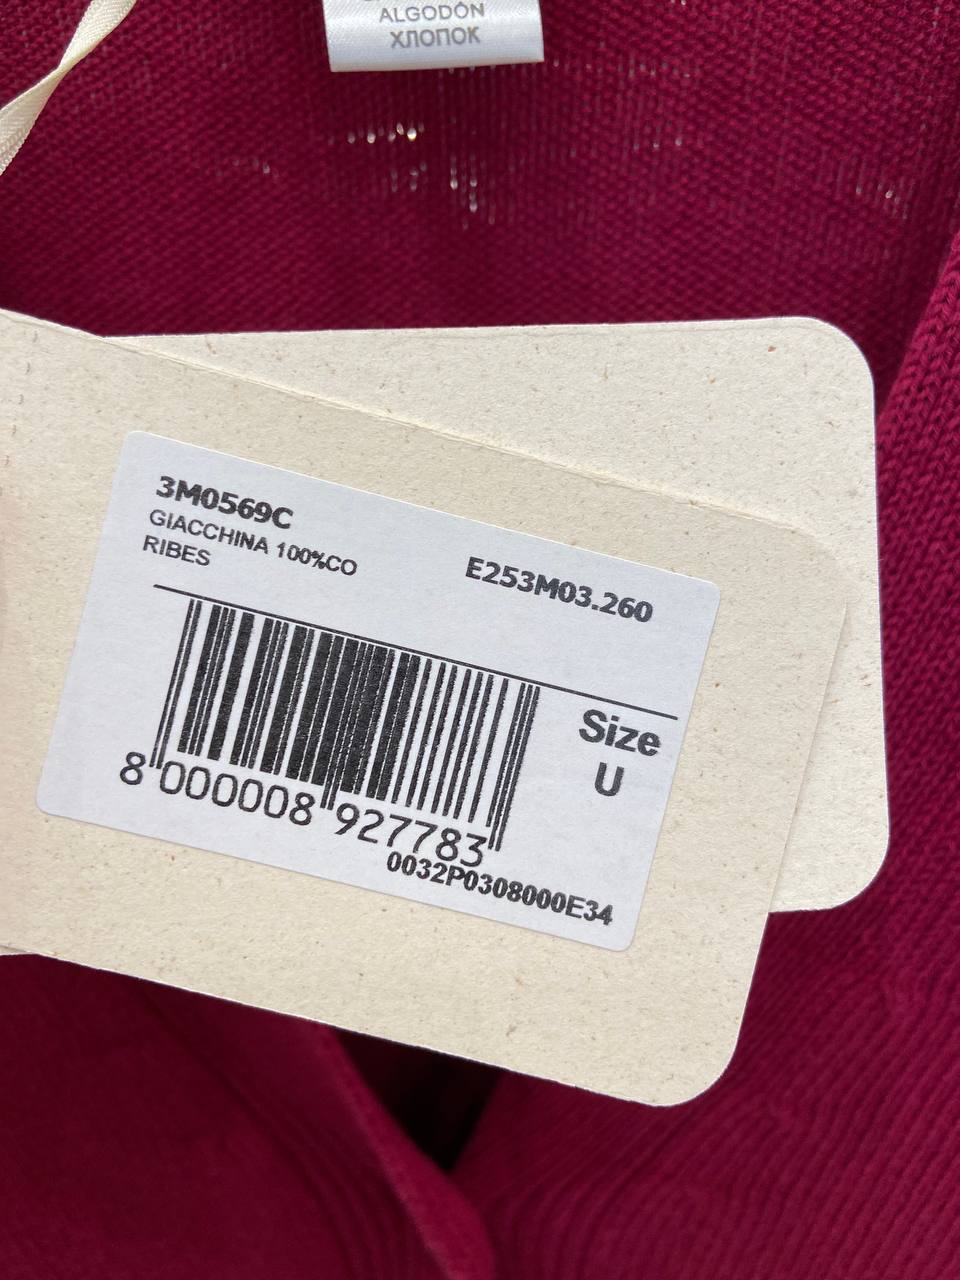 ALGODÓN
ХЛОПОК
3M0569C
GIACCHINA 100%CO
RIBES
E253M03.260
Size
U
8 000008 927783
0032P0308000E34